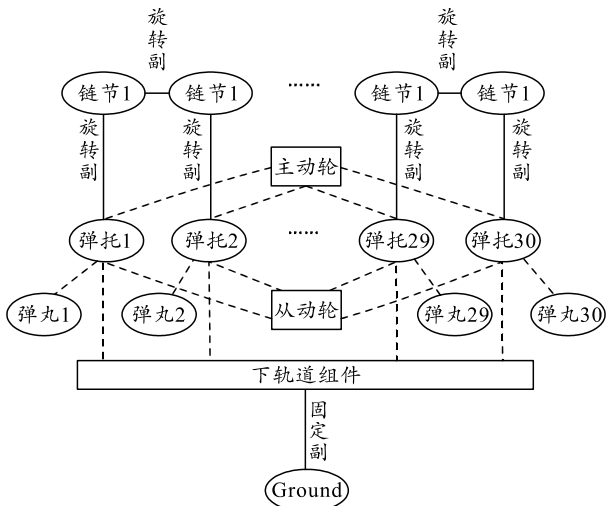 旋转副
旋转副
链节1
链节1
……
链节1
链节1
旋转副
旋转副
旋转副
旋转副
主动轮
弹托1
弹托2
……
弹托29
弹托30
弹丸1
弹丸2
从动轮
弹丸29
弹丸30
下轨道组件
固定副
Ground